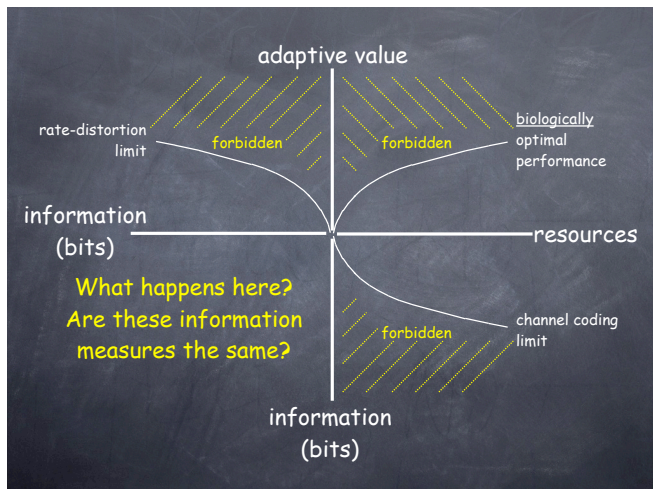 adaptive value
rate-distortion
limit
forbidden
forbidden
biologically
optimal
performance
information
(bits)
resources
What happens here?
Are these information
measures the same?
forbidden
channel coding
limit
information
(bits)